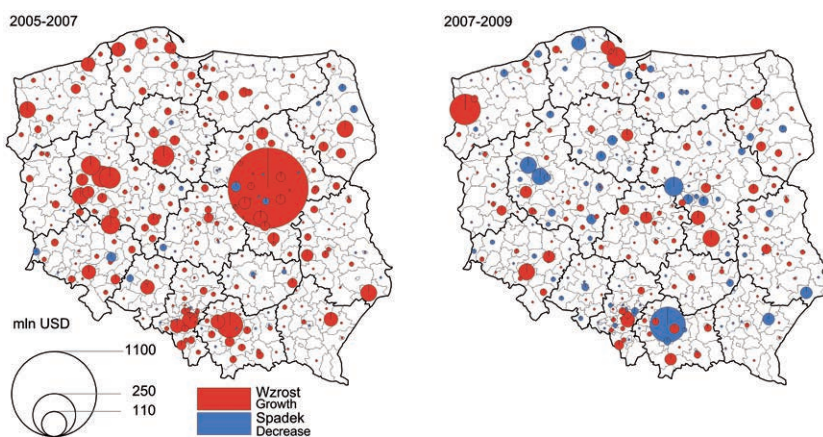 2005-2007
2007-2009
mln USD
1100
250
110
Wzrost
Growth
Spadek
Decrease